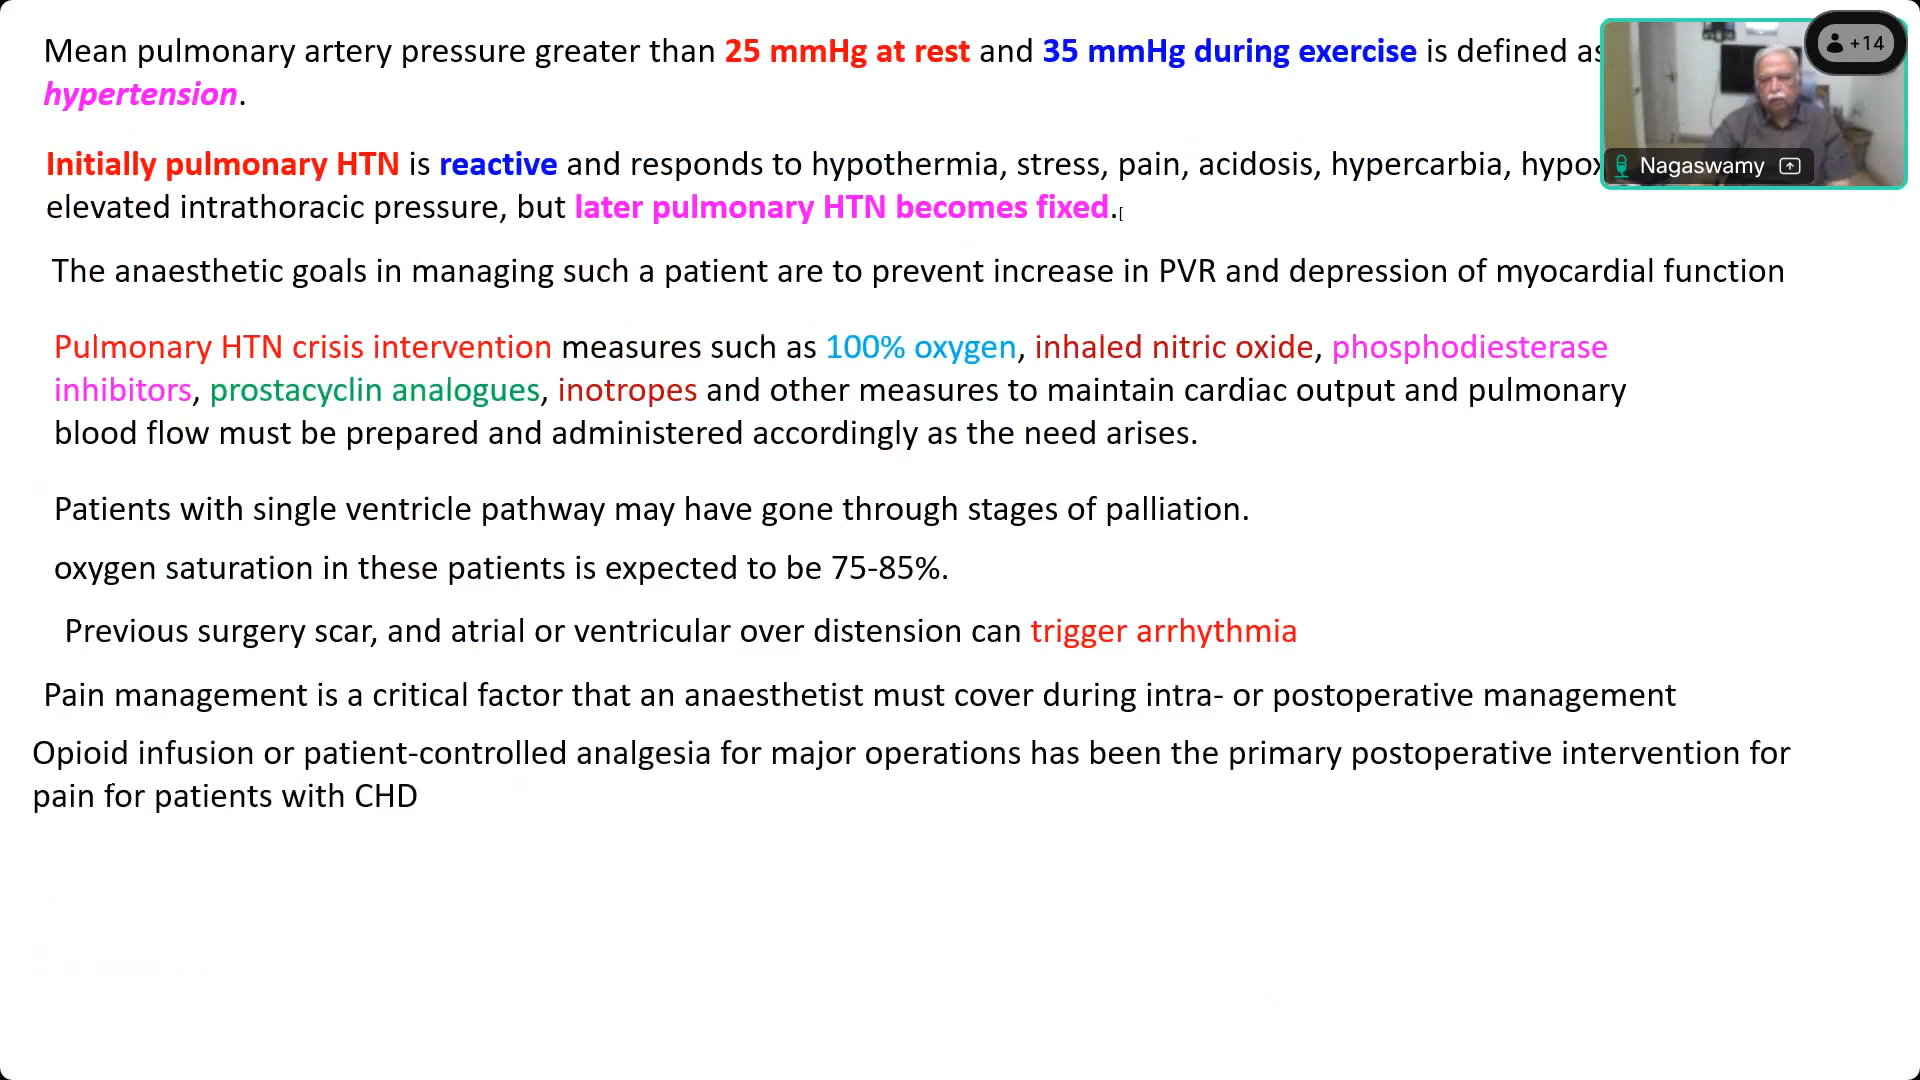 Mean pulmonary artery pressure greater than 25 mmHg at rest and 35 mmHg during exercise is defined
hypertension.
Initially pulmonary HTN is reactive and responds to hypothermia, stress, pain, acidosis, hypercarbia,
elevated intrathoracic pressure, but later pulmonary HTN becomes fixed.[
The anaesthetic goals in managing such a patient are to prevent increase in PVR and depression of myocardial function
Pulmonary HTN crisis intervention measures such as 100% oxygen, inhaled nitric oxide, phosphodiesterase
inhibitors, prostacyclin analogues, inotropes and other measures to maintain cardiac output and pulmonary
blood flow must be prepared and administered accordingly as the need arises.
Patients with single ventricle pathway may have gone through stages of palliation.
oxygen saturation in these patients is expected to be 75-85%.
Previous surgery scar, and atrial or ventricular over distension can trigger arrhythmia
Pain management is a critical factor that an anaesthetist must cover during intra- or postoperative management
Opioid infusion or patient-controlled analgesia for major operations has been the primary postoperative intervention for
pain for patients with CHD
+14
Nagaswamy